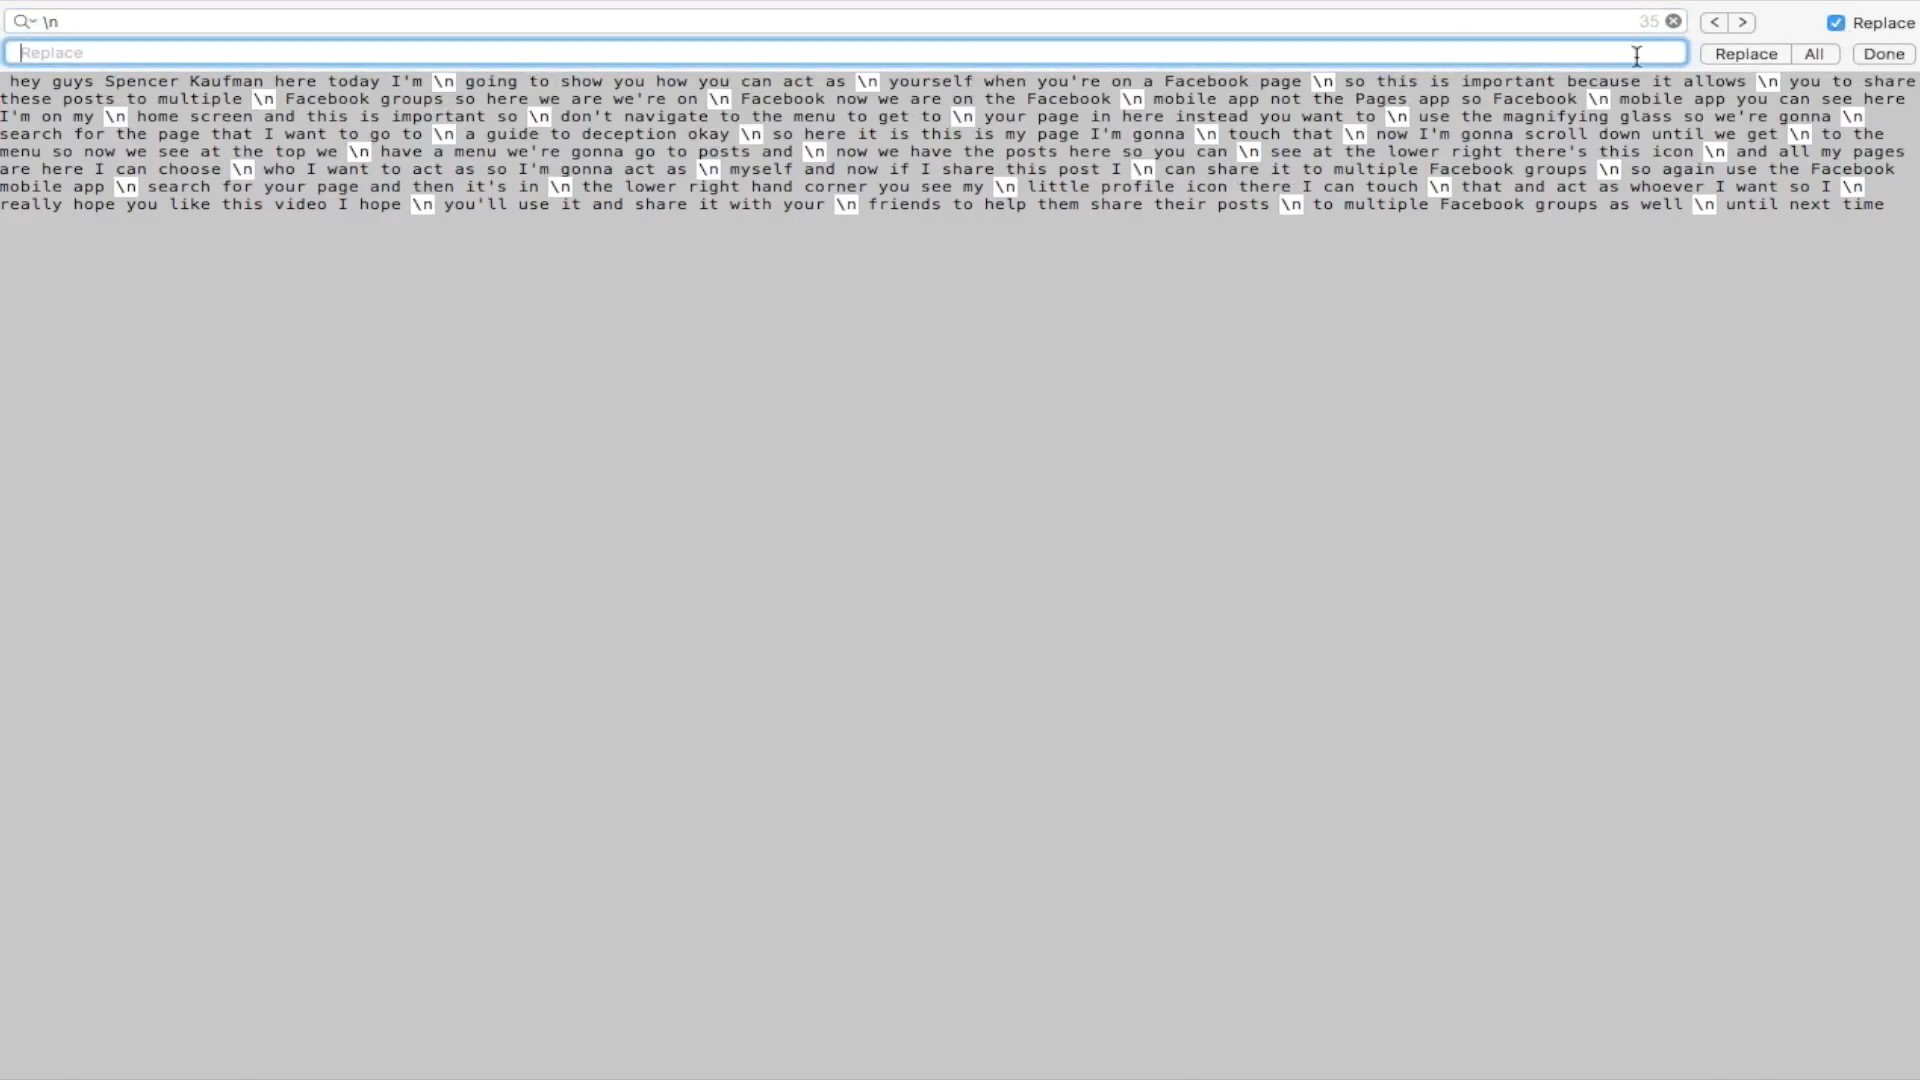 \n 35 < > Replace
Replace Replace All Done
hey guys Spencer Kaufman here today I'm \n going to show you how you can act as \n yourself when you're on a Facebook page \n so this is important because it allows \n you to share
these posts to multiple \n Facebook groups so here we are we're on \n Facebook now we are on the Facebook \n mobile app not the Pages app so Facebook \n mobile app you can see here
I'm on my \n home screen and this is important so \n don't navigate to the menu to get to \n your page in here instead you want to \n use the magnifying glass so we're gonna \n
search for the page that I want to go to \n a guide to deception okay \n so here it is this is my page I'm gonna \n touch that \n now I'm gonna scroll down until we get \n to the
menu so now we see at the top we \n have a menu we're gonna go to posts and \n now we have the posts here so you can \n see at the lower right there's this icon \n and all my pages
are here I can choose \n who I want to act as so I'm gonna act as \n myself and now if I share this post I \n can share it to multiple Facebook groups \n so again use the Facebook
mobile app \n search for your page and then it's in \n the lower right hand corner you see my \n little profile icon there I can touch \n that and act as whoever I want so I \n
really hope you like this video I hope \n you'll use it and share it with your \n friends to help them share their posts \n to multiple Facebook groups as well \n until next time